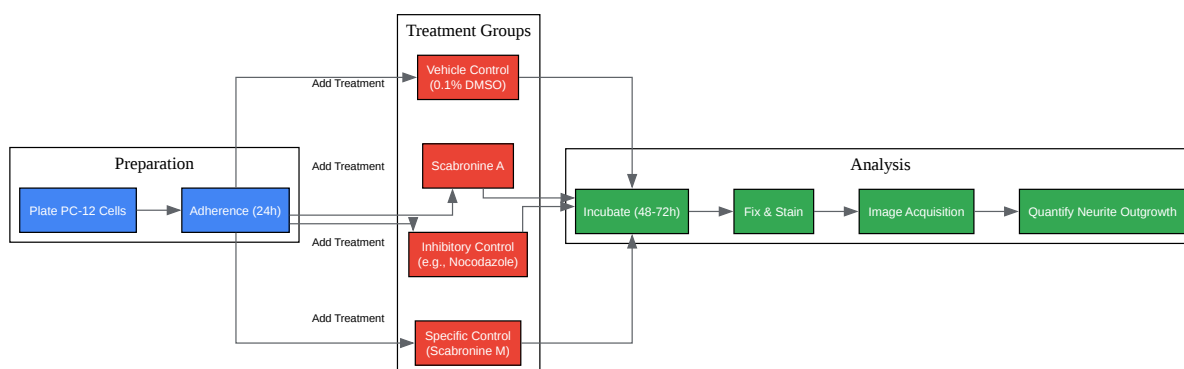 Treatment Groups
Vehicle Control
(0.1% DMSO)
Add Treatment
Scabronine A
Add Treatment
Preparation
Plate PC-12 Cells
Adherence (24h)
Inhibitory Control
(e.g., Nocodazole)
Add Treatment
Specific Control
(Scabronine M)
Add Treatment
Analysis
Incubate (48-72h)
Fix & Stain
Image Acquisition
Quantify Neurite Outgrowth